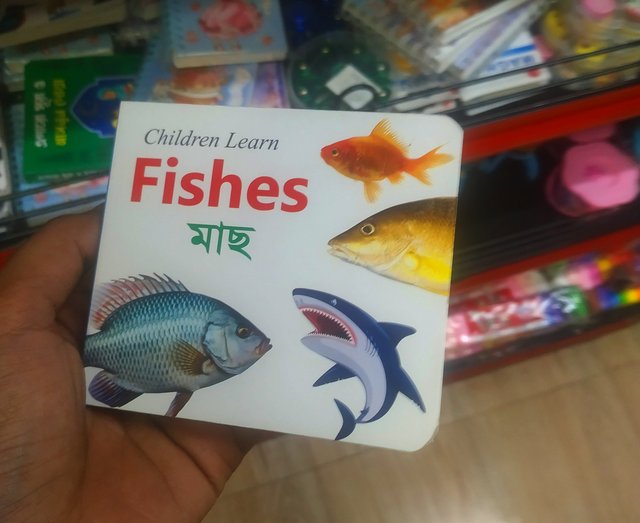 Children Learn
Fishes
মাছ